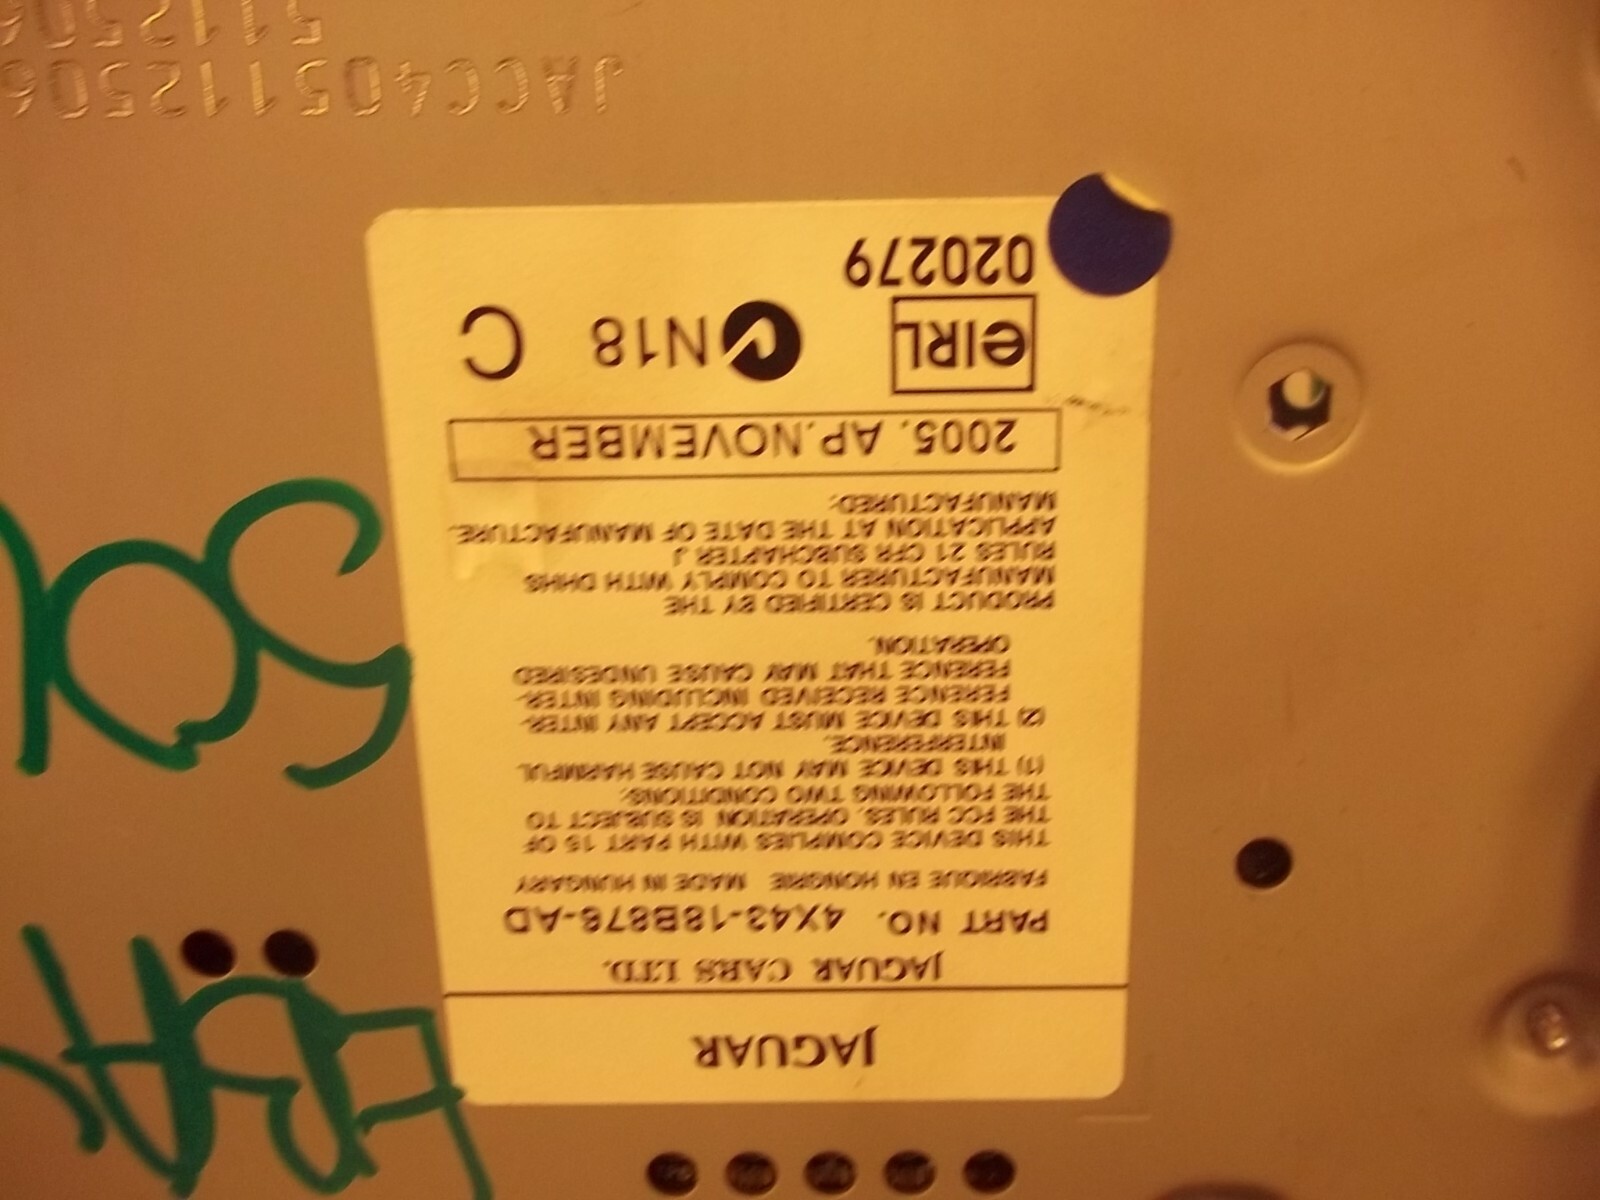 JAGUAR
JAGUAR CARS LTD.
PART NO. 4X43-18B876-AD
FABRIQUE EN HONGRIE MADE IN HUNGARY
THIS DEVICE COMPLIES WITH PART 15 OF
THE FCC RULES. OPERATION IS SUBJECT TO
THE FOLLOWING TWO CONDITIONS:
(1) THIS DEVICE MAY NOT CAUSE HARMFUL
INTERFERENCE.
(2) THIS DEVICE MUST ACCEPT ANY INTER-
FERENCE RECEIVED INCLUDING INTER-
FERENCE THAT MAY CAUSE UNDESIRED
OPERATION.
PRODUCT IS CERTIFIED BY THE
MANUFACTURER TO COMPLY WITH DHHS
RULES 21 CFR SUBCHAPTER J
APPLICATION AT THE DATE OF MANUFACTURE.
MANUFACTURED:
2005. AP.NOVEMBER
eIRL N18 C
020279
JACC405112506
5112506